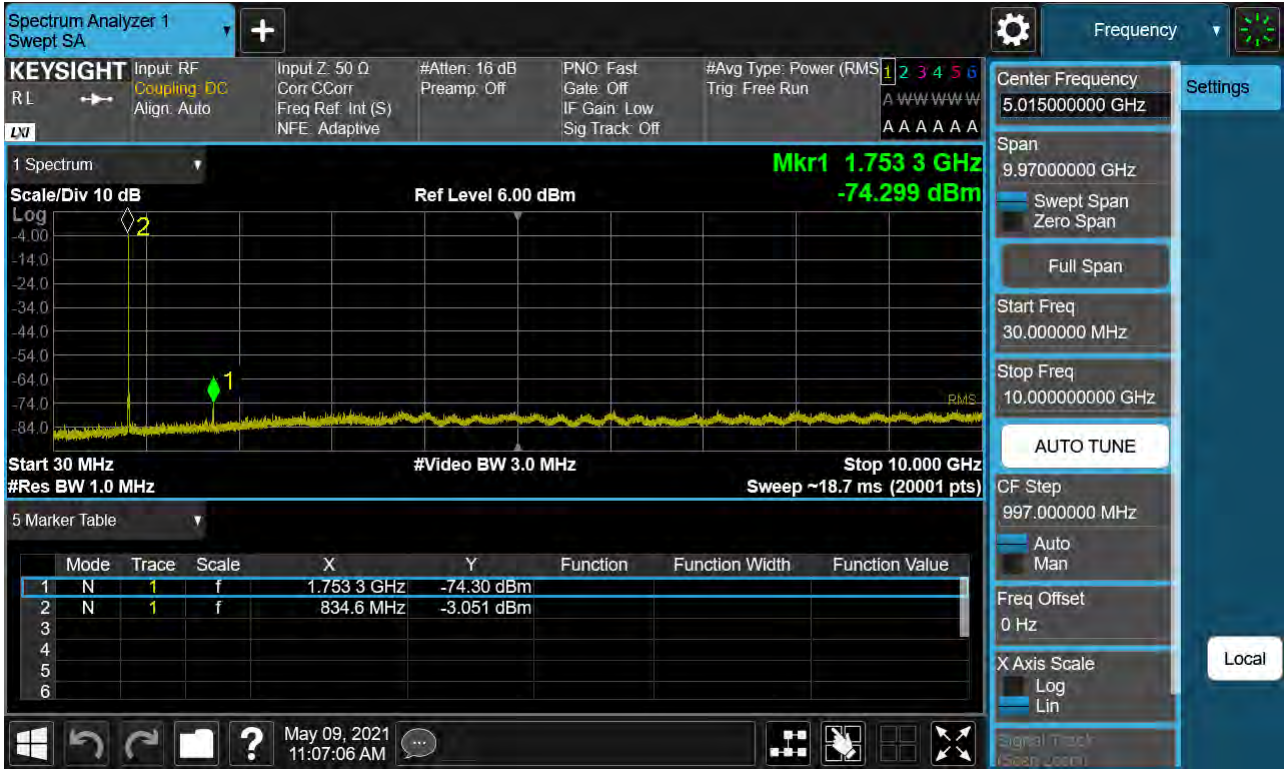 Spectrum Analyzer 1
Swept SA
+
Frequency
KEYSIGHT
RL
LXI
Input: RF
Coupling: DC
Align: Auto
Input Z: 50 Ω
Corr CCorr
Freq Ref: Int (S)
NFE: Adaptive
#Atten: 16 dB
Preamp: Off
PNO: Fast
Gate: Off
IF Gain: Low
Sig Track: Off
#Avg Type: Power (RMS
Trig: Free Run
1 2 3 4 5 6
A W W W W W
A A A A A A
1 Spectrum
Scale/Div 10 dB
Log
Ref Level 6.00 dBm
Mkr1 1.753 3 GHz
-74.299 dBm
2
1
-4.00
-14.0
-24.0
-34.0
-44.0
-54.0
-64.0
-74.0
-84.0
RMS
Start 30 MHz
#Res BW 1.0 MHz
#Video BW 3.0 MHz
Stop 10.000 GHz
Sweep ~18.7 ms (20001 pts)
5 Marker Table
Mode Trace Scale X Y Function Function Width Function Value
1 N 1 f 1.753 3 GHz -74.30 dBm
2 N 1 f 834.6 MHz -3.051 dBm
3
4
5
6
Center Frequency
5.015000000 GHz
Span
9.97000000 GHz
Swept Span
Zero Span
Full Span
Start Freq
30.000000 MHz
Stop Freq
10.000000000 GHz
AUTO TUNE
CF Step
997.000000 MHz
Auto
Man
Freq Offset
0 Hz
X Axis Scale
Log
Lin
Signal Track
(Span Zoom)
Settings
Local
?
May 09, 2021
11:07:06 AM